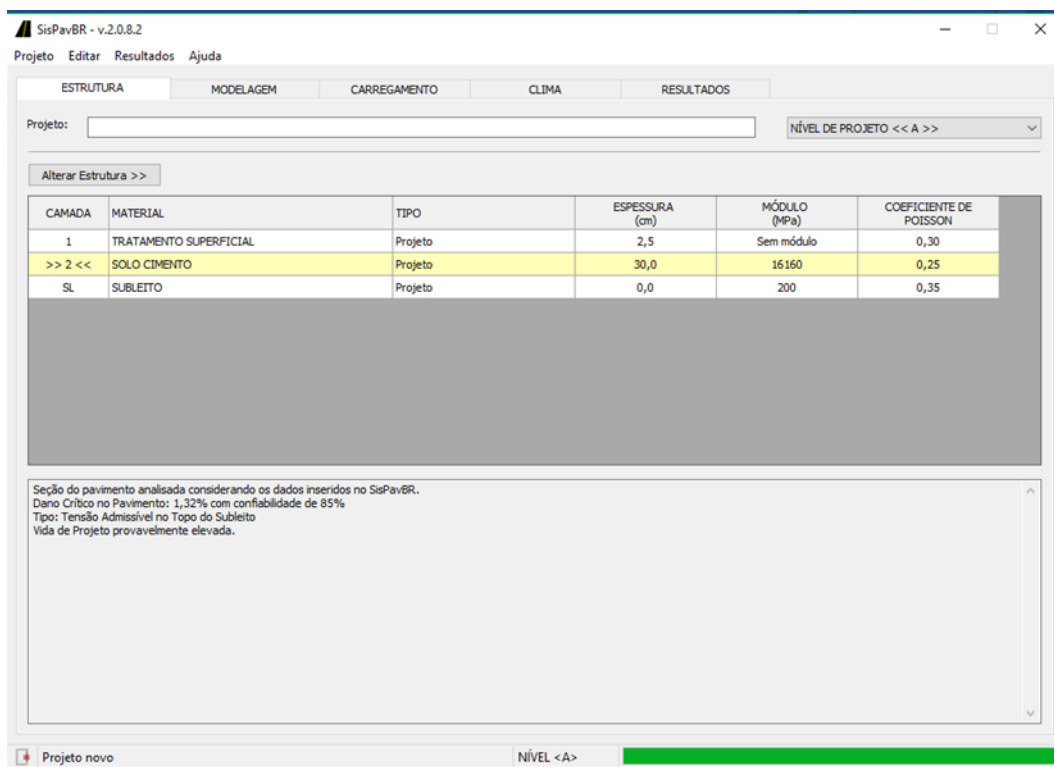 SisPavBR - v.2.0.8.2
Projeto Editar Resultados Ajuda
ESTRUTURA MODELAGEM CARREGAMENTO CLIMA RESULTADOS
Projeto: NÍVEL DE PROJETO << A >>
Alterar Estrutura >>
CAMADA MATERIAL TIPO ESPESSURA (cm) MÓDULO (MPa) COEFICIENTE DE POISSON
1 TRATAMENTO SUPERFICIAL Projeto 2,5 Sem módulo 0,30
>> 2 << SOLO CIMENTO Projeto 30,0 16160 0,25
SL SUBLEITO Projeto 0,0 200 0,35
Seção do pavimento analisada considerando os dados inseridos no SisPavBR.
Dano Crítico no Pavimento: 1,32% com confiabilidade de 85%
Tipo: Tensão Admissível no Topo do Subleito
Vida de Projeto provavelmente elevada.
Projeto novo NÍVEL <A>